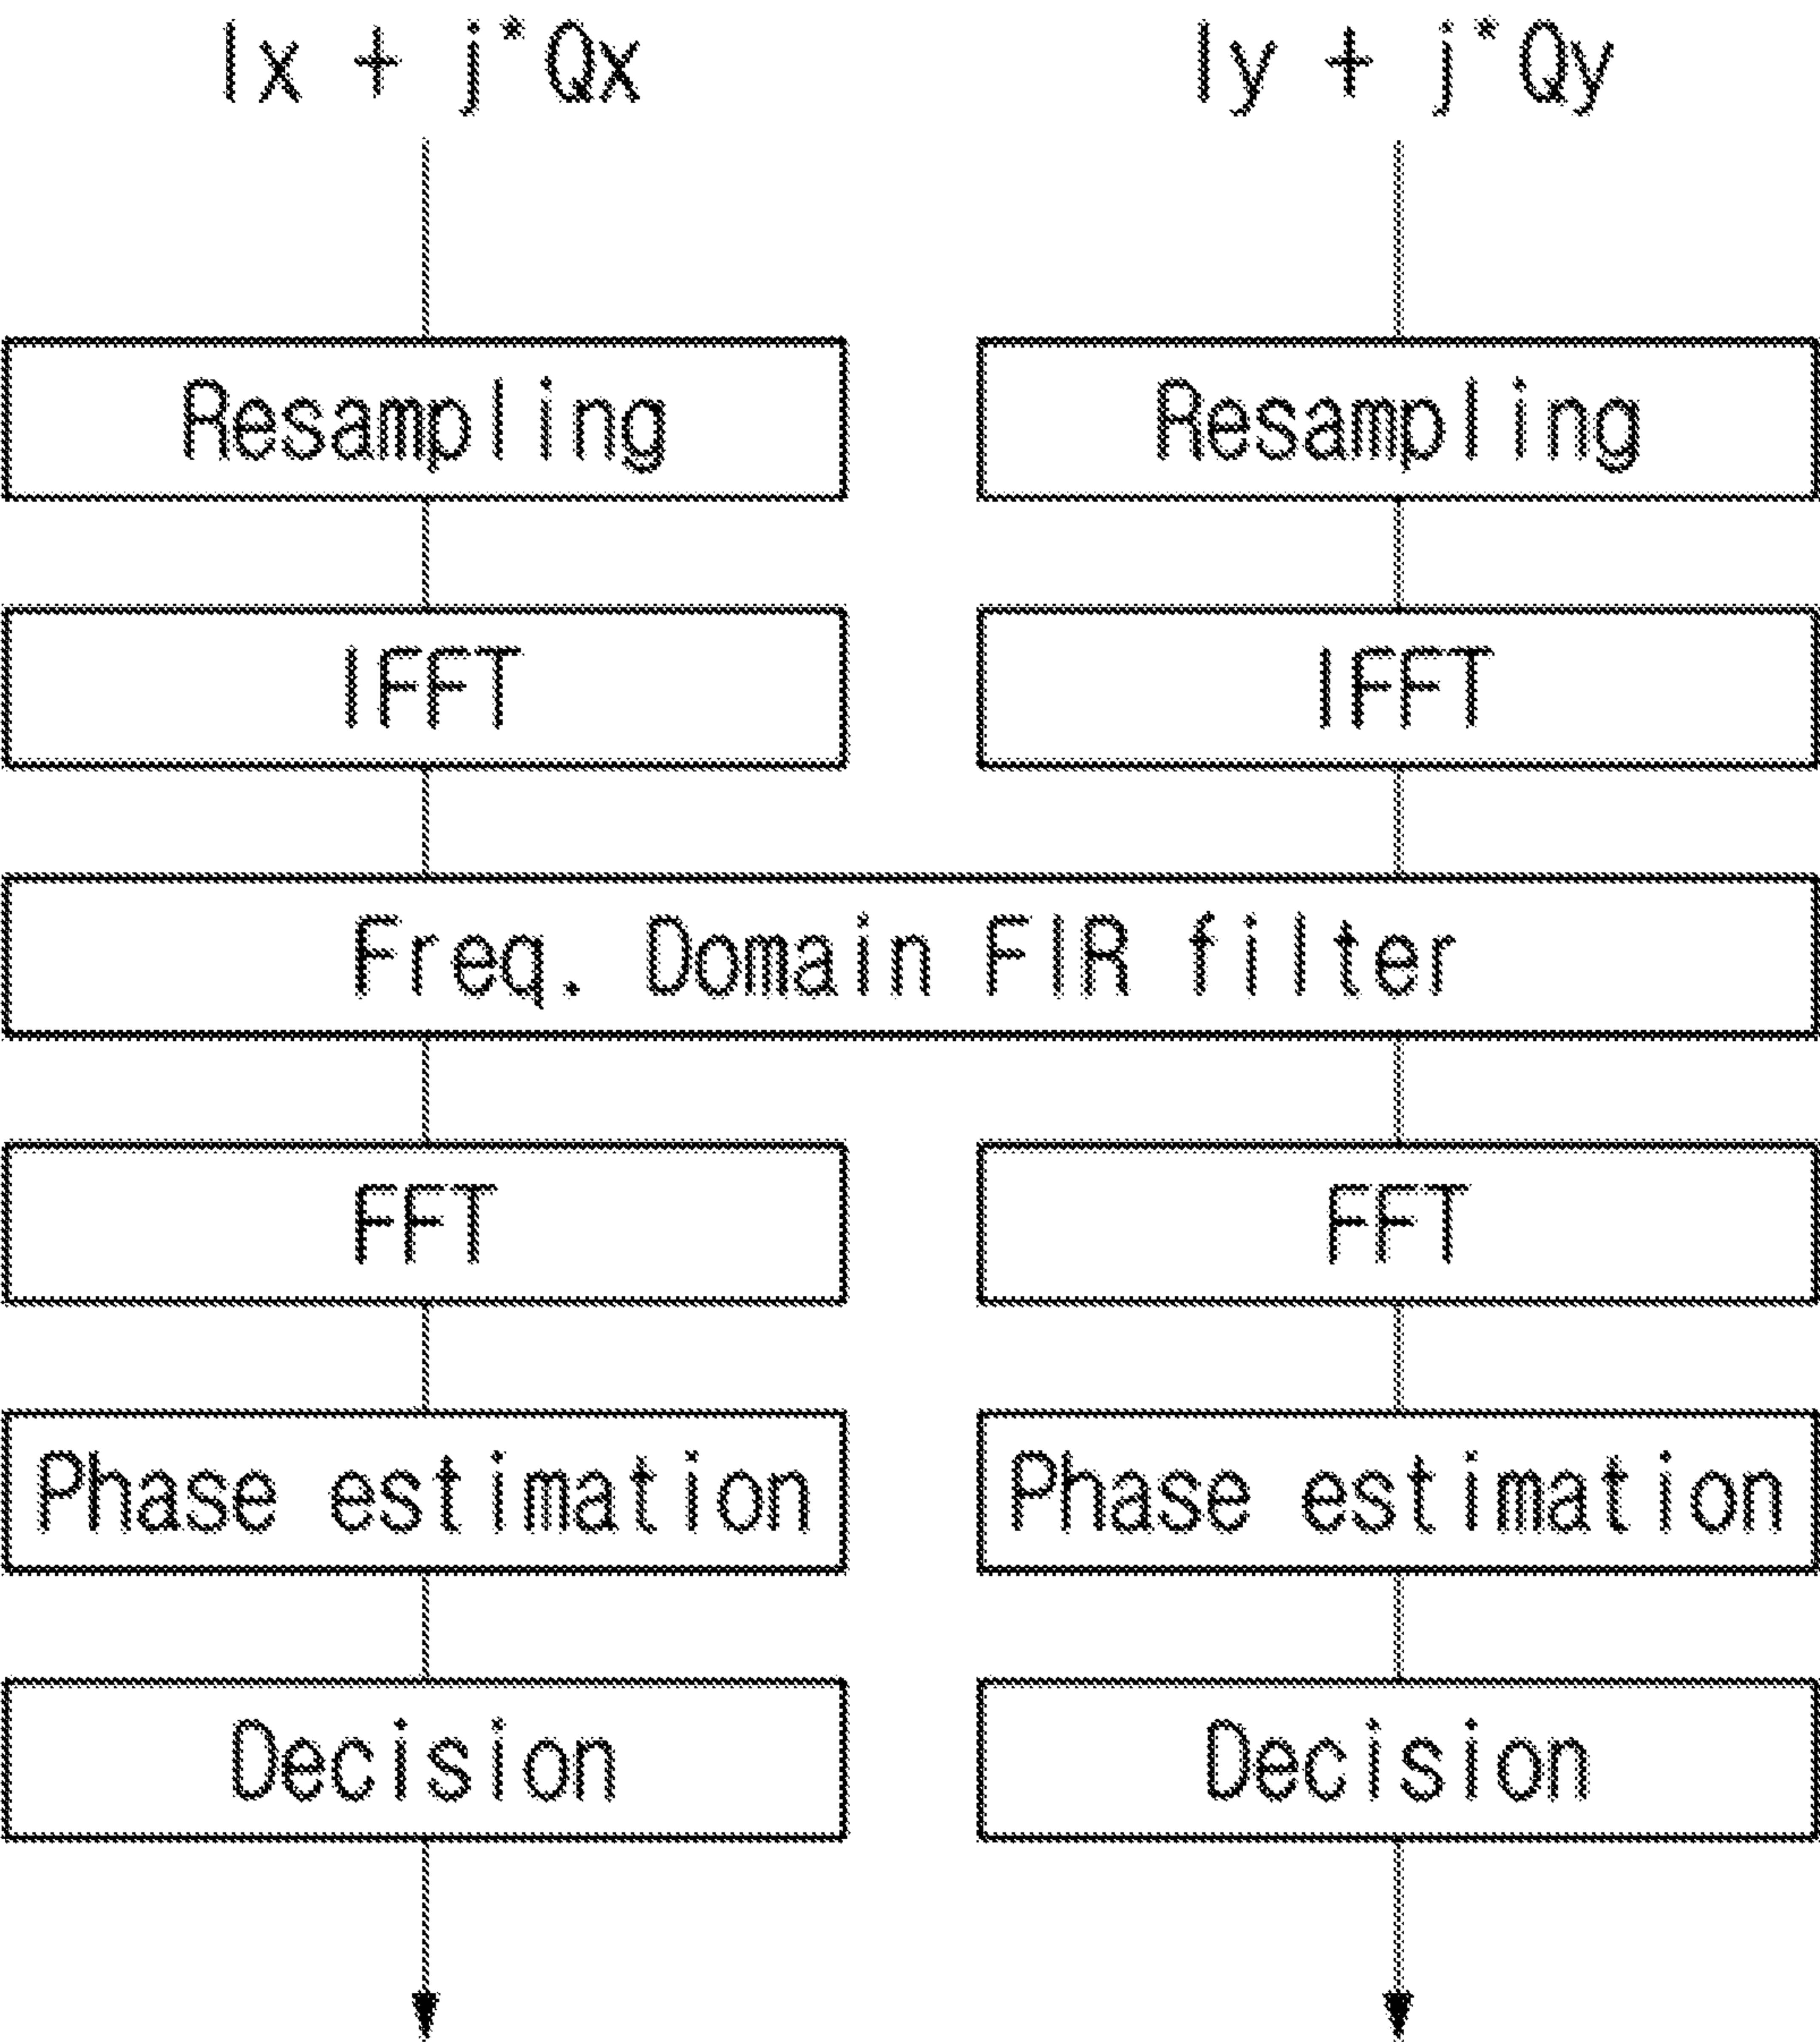 Ix + j*Qx
Iy + j*Qy
Resampling
Resampling
IFFT
IFFT
Freq. Domain FIR filter
FFT
FFT
Phase estimation
Phase estimation
Decision
Decision